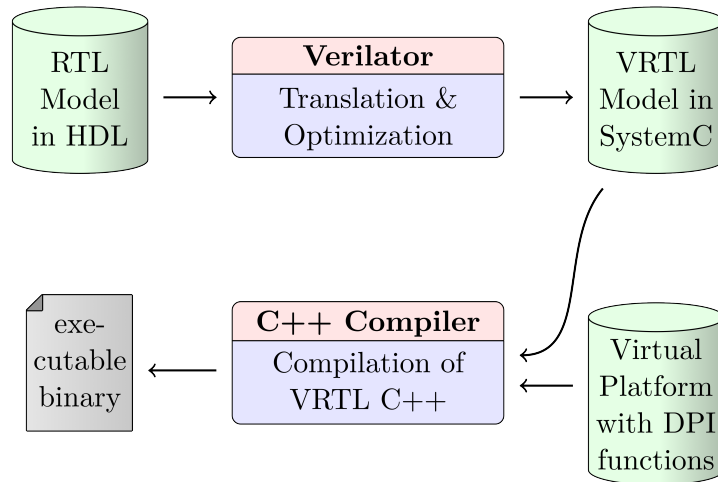 RTL
Model
in HDL
Verilator
Translation &
Optimization
VRTL
Model in
SystemC
exe-
cutable
binary
C++ Compiler
Compilation of
VRTL C++
Virtual
Platform
with DPI
functions